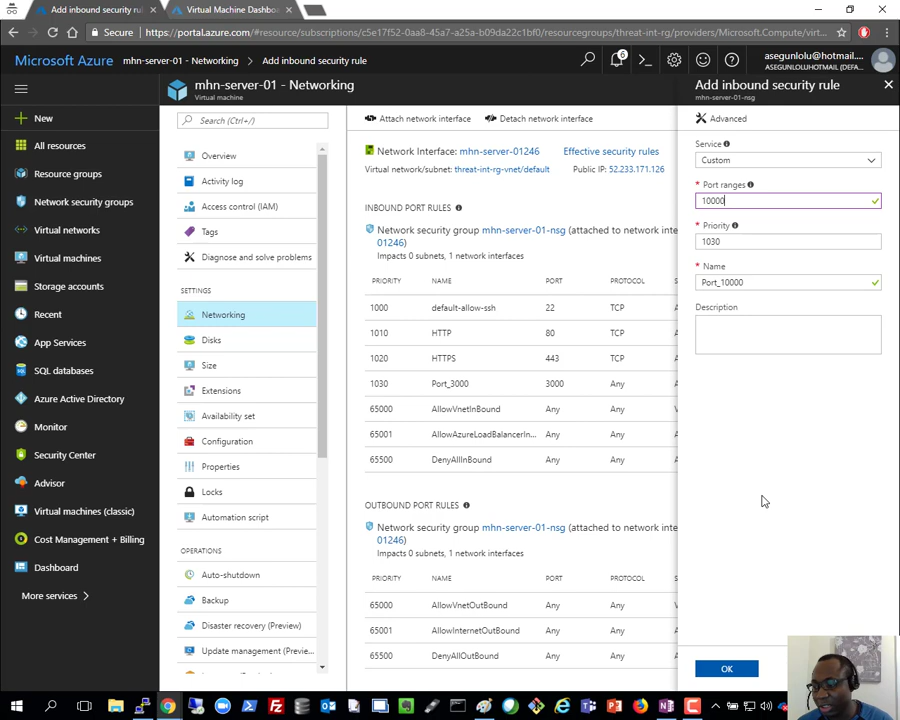 Add inbound security ru
Virtual Machine Dashbo
Secure
https://portal.azure.com/#resource/subscriptions/c5e17f52-0aa8-45a7-a25a-b09da22c1bf0/resourcegroups/threat-int-rg/providers/Microsoft.Compute/virt...
Microsoft Azure
mhn-server-01 - Networking
Add inbound security rule
6
asegunlolu@hotmail....
ASEGUNLOLUHOTMAIL (DEFA...
mhn-server-01 - Networking
Virtual machine
New
All resources
Resource groups
Network security groups
Virtual networks
Virtual machines
Storage accounts
Recent
App Services
SQL databases
Azure Active Directory
Monitor
Security Center
Advisor
Virtual machines (classic)
Cost Management + Billing
Dashboard
More services
Search (Ctrl+/)
Overview
Activity log
Access control (IAM)
Tags
Diagnose and solve problems
SETTINGS
Networking
Disks
Size
Extensions
Availability set
Configuration
Properties
Locks
Automation script
OPERATIONS
Auto-shutdown
Backup
Disaster recovery (Preview)
Update management (Previe...
Attach network interface
Detach network interface
Network Interface: mhn-server-01246
Effective security rules
Virtual network/subnet: threat-int-rg-vnet/default
Public IP: 52.233.171.126
INBOUND PORT RULES
Network security group mhn-server-01-nsg (attached to network inte
01246)
Impacts 0 subnets, 1 network interfaces
PRIORITY NAME PORT PROTOCOL S
1000 default-allow-ssh 22 TCP A
1010 HTTP 80 TCP A
1020 HTTPS 443 TCP A
1030 Port_3000 3000 Any A
65000 AllowVnetInBound Any Any V
65001 AllowAzureLoadBalancerIn... Any Any A
65500 DenyAllInBound Any Any A
OUTBOUND PORT RULES
Network security group mhn-server-01-nsg (attached to network inte
01246)
Impacts 0 subnets, 1 network interfaces
PRIORITY NAME PORT PROTOCOL S
65000 AllowVnetOutBound Any Any V
65001 AllowInternetOutBound Any Any A
65500 DenyAllOutBound Any Any A
Add inbound security rule
mhn-server-01-nsg
Advanced
Service
Custom
* Port ranges
10000
* Priority
1030
* Name
Port_10000
Description
OK